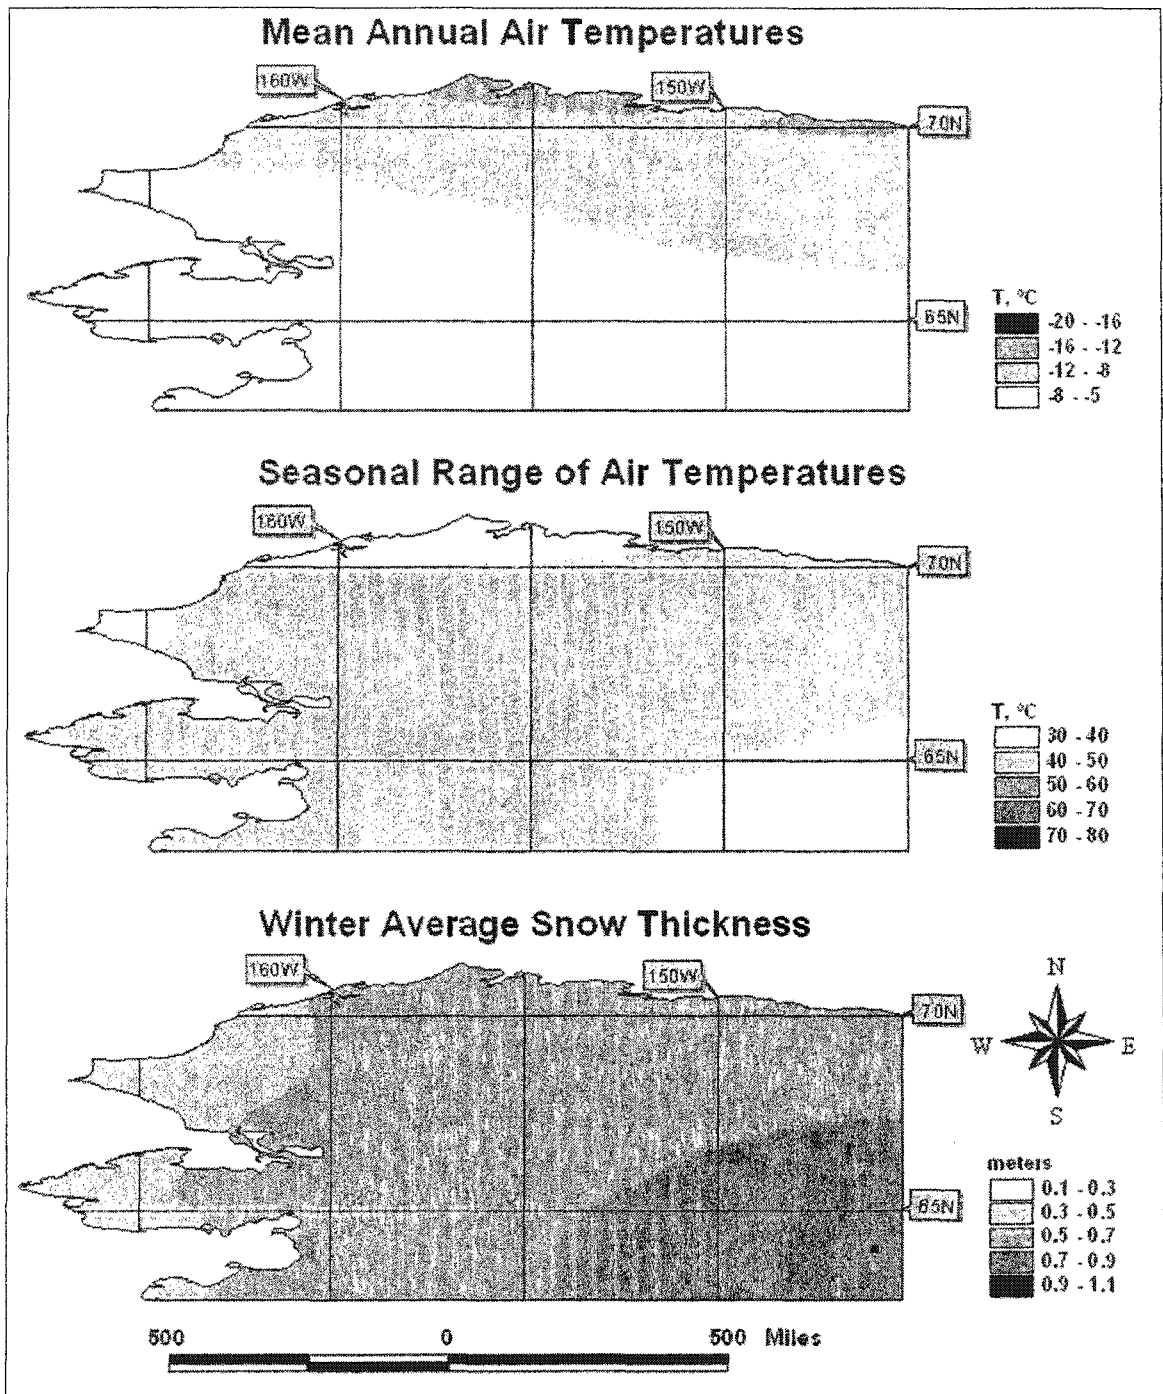 Mean Annual Air Temperatures
160W
150W
70N
65N
T, °C
-20 - -16
-16 - -12
-12 - -8
-8 - -5
Seasonal Range of Air Temperatures
160W
150W
70N
65N
T, °C
30 - 40
40 - 50
50 - 60
60 - 70
70 - 80
Winter Average Snow Thickness
160W
150W
70N
65N
N
W E
S
meters
0.1 - 0.3
0.3 - 0.5
0.5 - 0.7
0.7 - 0.9
0.9 - 1.1
500 0 500 Miles